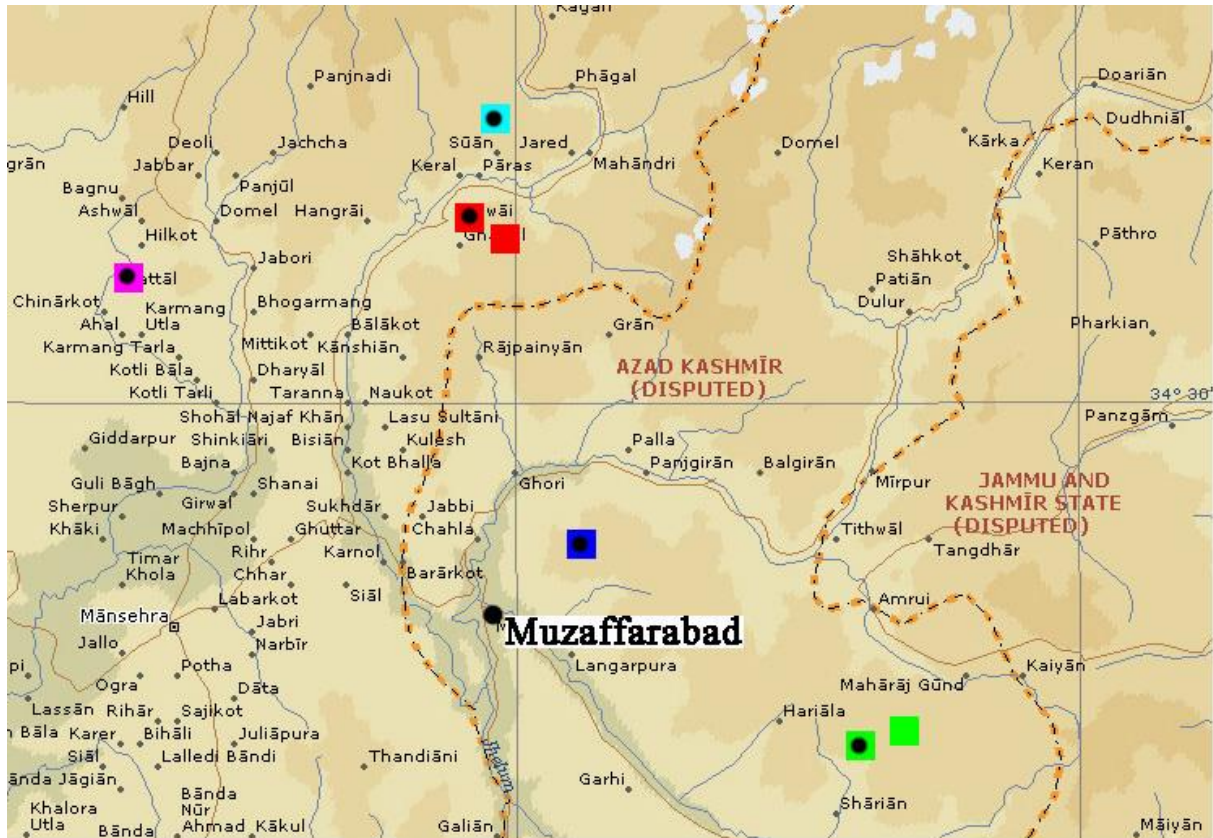 Kāgān
Panjnadi
Phāgal
Doariān
Hill
Dudhniāl
Kārka
Deoli
Jachcha
Sūān
Jared
Mahāndri
Domel
Keran
grān
Jabbar
Panjūl
Keral
Pāras
Bagnu
Ashwāl
Domel
Hangrāi
wāi
Hilkot
Pāthro
Jabori
Shāhkot
attāl
Patiān
Chinārkot
Karmang
Utla
Bhogarmang
Dulur
Ahal
Bālākot
Grān
Pharkian
Karmang Tarla
Mittikot
Kānshiān
Rājpainyān
AZAD KASHMĪR
(DISPUTED)
Kotli Bāla
Dharyāl
Kotli Tarli
Taranna
Naukot
34° 30'
Shohāl Najaf Khān
Lasu Sultāni
Panzgām
Giddarpur
Shinkiāri
Bisiān
Kulesh
Palla
Bajna
Kot Bhalla
Ghori
Panjgirān
Balgirān
Mīrpur
JAMMU AND
KASHMĪR STATE
(DISPUTED)
Guli Bāgh
Shanai
Sherpur
Girwal
Sukhdār
Jabbi
Khāki
Machhīpol
Ghuttar
Chahla
Tithwāl
Tangdhār
Timar
Khola
Rihr
Karnol
Chhar
Barārkot
Siāl
Labarkot
Amrui
Mānsehra
Jabri
Muzaffarabad
Jallo
Narbīr
pi
Potha
Langarpura
Kaiyān
Ogra
Dāta
Mahārāj Gūnd
Lassān
Rihār
Sajikot
Hariāla
n Bāla
Karer
Bihāli
Juliāpura
Siāl
Lalledi Bāndi
Thandiāni
Jhelum
ānda Jāgiān
Garhi
Bānda
Nūr
Khalora
Utla
Shāriān
Bānda
Ahmad
Kākul
Galiān
Māiyān